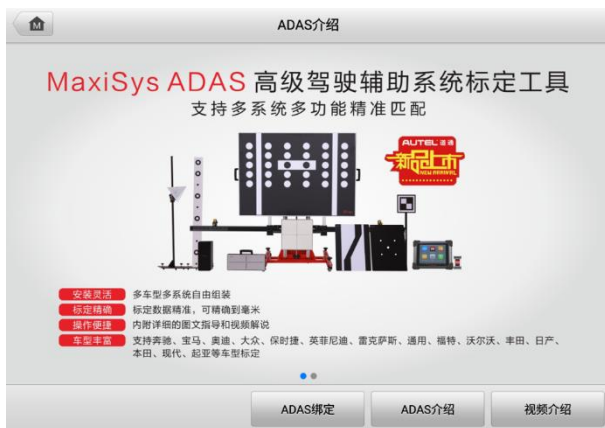 M
ADAS介绍
MaxiSys ADAS 高级驾驶辅助系统标定工具
支持多系统多功能精准匹配
AUTEL 道通
新品上市
NEW ARRIVAL
安装灵活 多车型多系统自由组装
标定精确 标定数据精准，可精确到毫米
操作便捷 内附详细的图文指导和视频解说
车型丰富 支持奔驰、宝马、奥迪、大众、保时捷、英菲尼迪、雷克萨斯、通用、福特、沃尔沃、丰田、日产、
本田、现代、起亚等车型标定
ADAS绑定 ADAS介绍 视频介绍